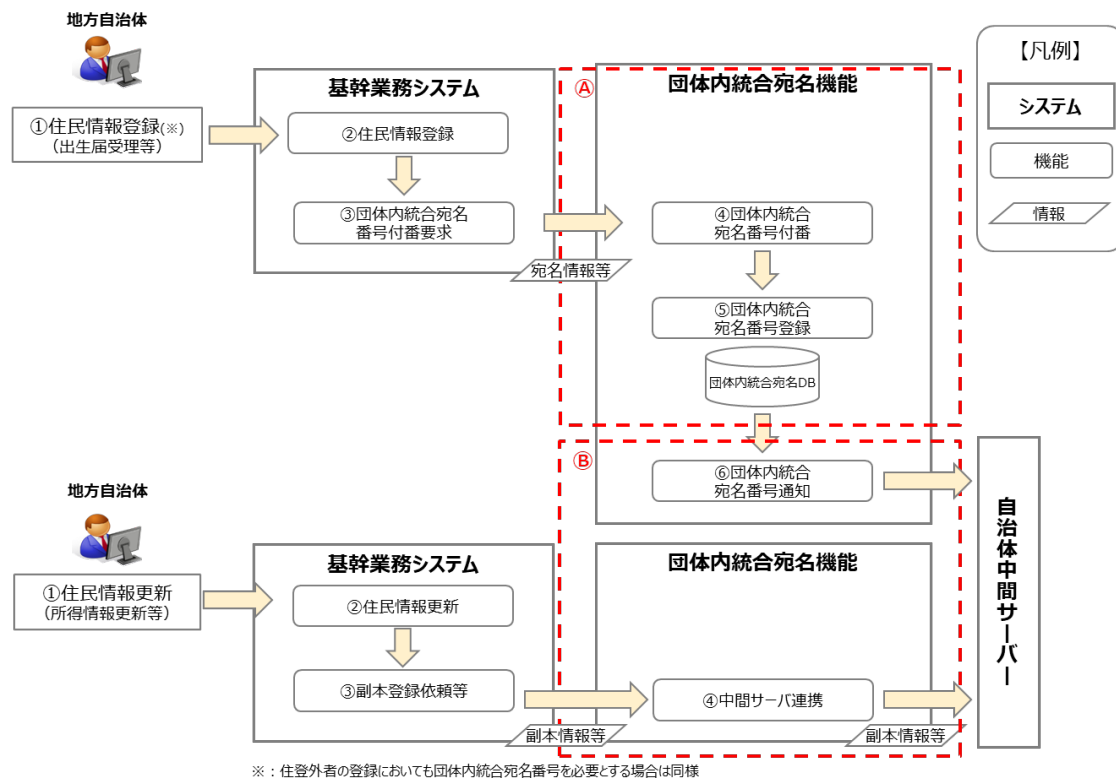 地方自治体
①住民情報登録(※)
（出生届受理等）
基幹業務システム
②住民情報登録
③団体内統合宛名
番号付番要求
宛名情報等
Ⓐ
団体内統合宛名機能
④団体内統合
宛名番号付番
⑤団体内統合
宛名番号登録
団体内統合宛名DB
Ⓑ
⑥団体内統合
宛名番号通知
【凡例】
システム
機能
情報
地方自治体
①住民情報更新
（所得情報更新等）
基幹業務システム
②住民情報更新
③副本登録依頼等
副本情報等
団体内統合宛名機能
④中間サーバ連携
副本情報等
自治体中間サーバー
※：住登外者の登録においても団体内統合宛名番号を必要とする場合は同様